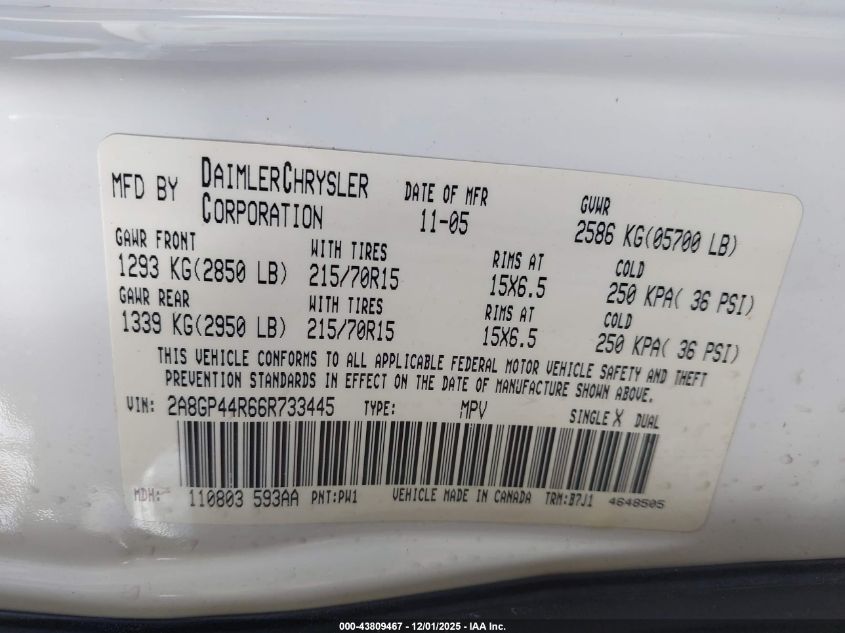 MFD BY DAIMLERCHRYSLER CORPORATION DATE OF MFR 11-05 GVWR 2586 KG(05700 LB)
GAWR FRONT WITH TIRES RIMS AT COLD
1293 KG(2850 LB) 215/70R15 15X6.5 250 KPA( 36 PSI)
GAWR REAR WITH TIRES RIMS AT COLD
1339 KG(2950 LB) 215/70R15 15X6.5 250 KPA( 36 PSI)
THIS VEHICLE CONFORMS TO ALL APPLICABLE FEDERAL MOTOR VEHICLE SAFETY AND THEFT
PREVENTION STANDARDS IN EFFECT ON THE DATE OF MANUFACTURE SHOWN ABOVE.
VIN: 2A8GP44R66R733445 TYPE: MPV SINGLE X DUAL
MDH: 110803 593AA PNT:PW1 VEHICLE MADE IN CANADA TRM:B7J1 4648505
000-43809467 - 12/01/2025 - IAA Inc.